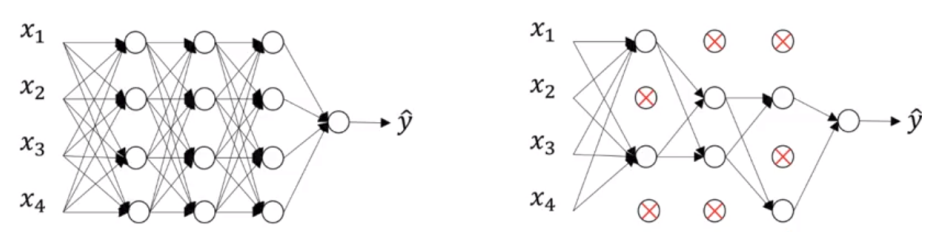 x₁
x₂
x₃
x₄
ŷ
x₁
x₂
x₃
x₄
ŷ